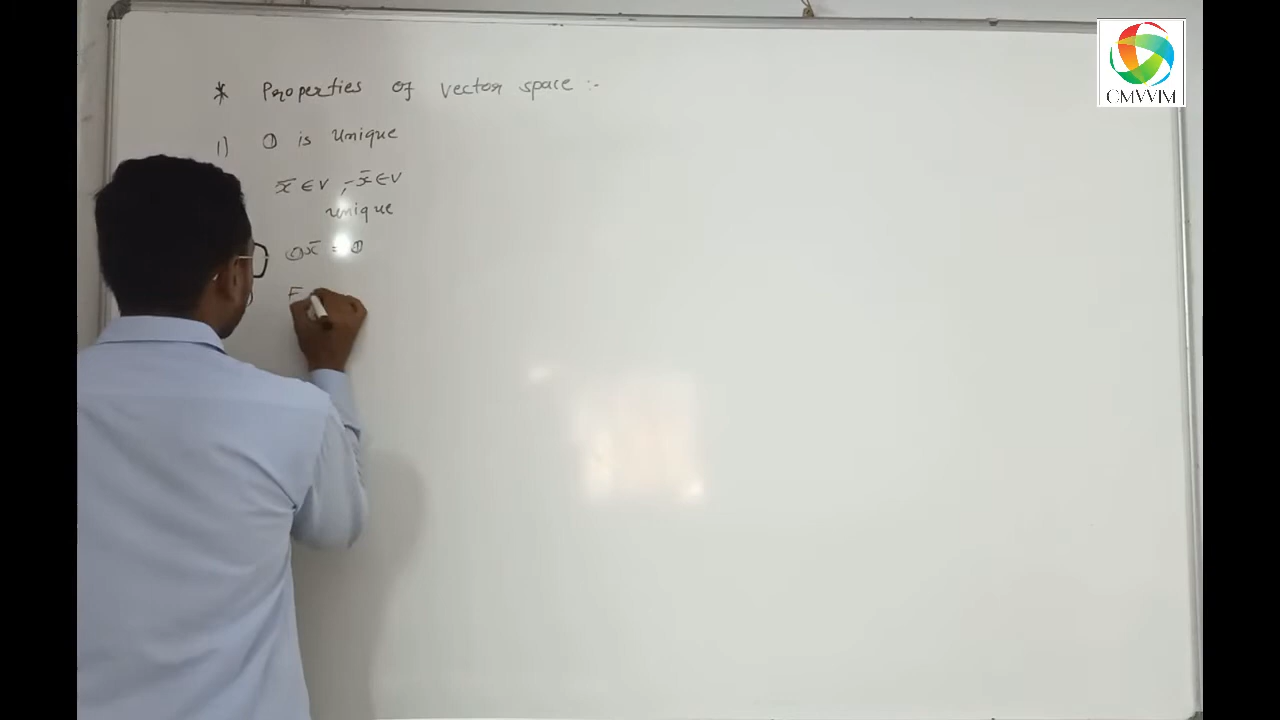 * Properties of vector space :-
1) 0 is unique
x̄ ∈ V , -x̄ ∈ V
unique
0x̄ = 0
F
CMVVIM